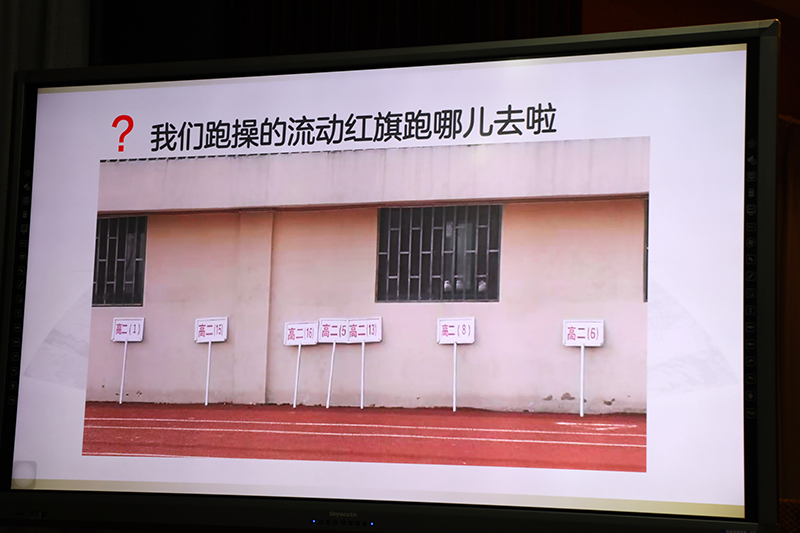 ? 我们跑操的流动红旗跑哪儿去啦
高二(1)
高二(15)
高二(16)
高二(5
高二(13)
高二(8)
高二(6)
Skyworth